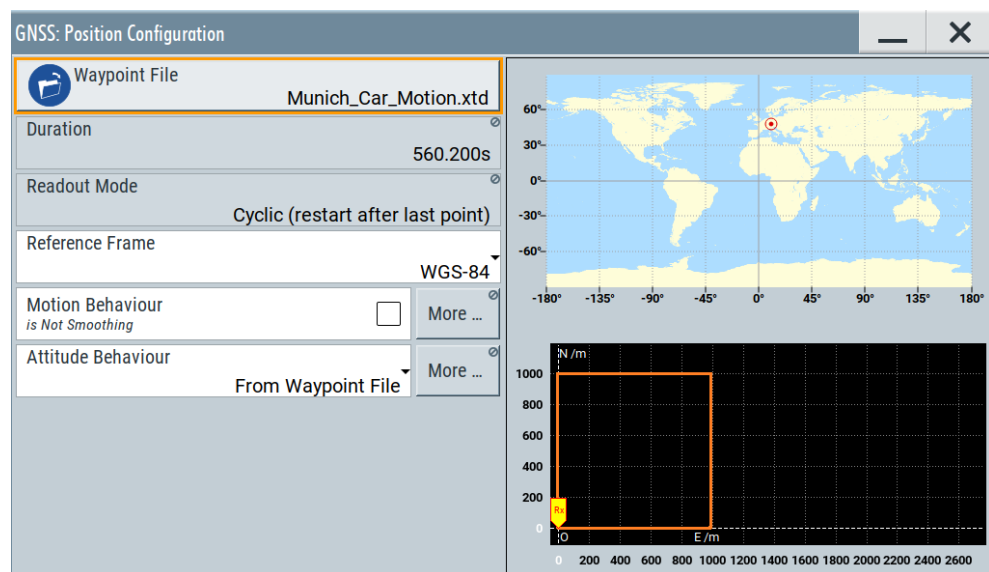 GNSS: Position Configuration
Waypoint File
Munich_Car_Motion.xtd
Duration
560.200s
Readout Mode
Cyclic (restart after last point)
Reference Frame
WGS-84
Motion Behaviour
is Not Smoothing
More ...
Attitude Behaviour
From Waypoint File
More ...
60°
30°
0°
-30°
-60°
-180° -135° -90° -45° 0° 45° 90° 135° 180°
N /m
1000
800
600
400
200
0
Rx
O
E /m
0 200 400 600 800 1000 1200 1400 1600 1800 2000 2200 2400 2600